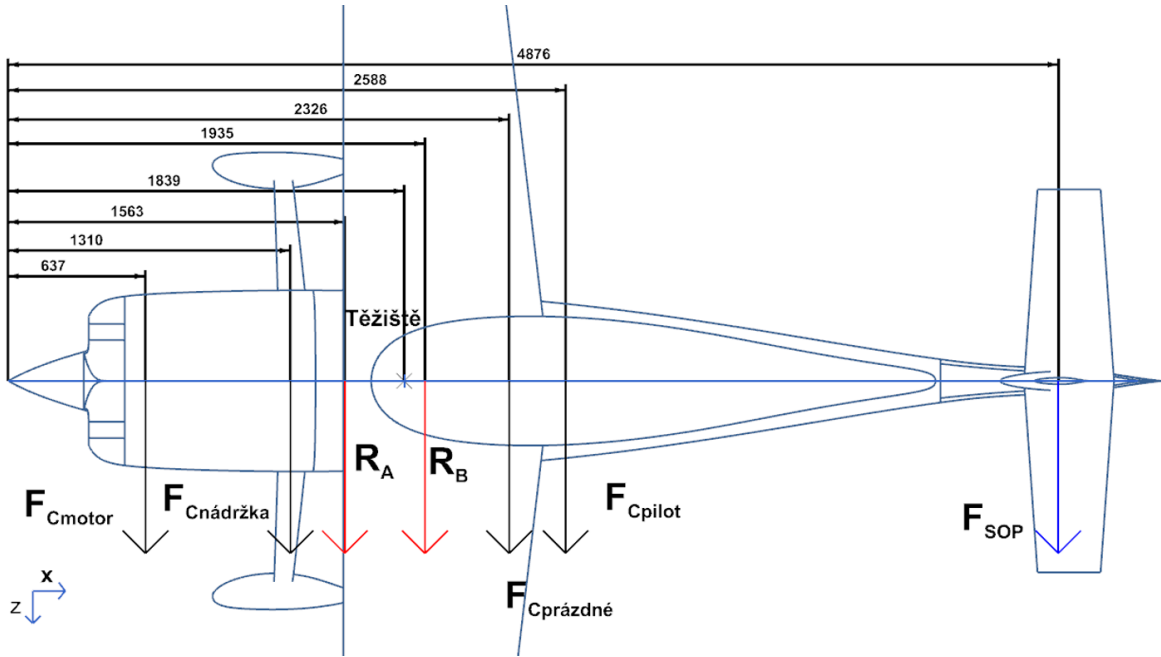 4876
2588
2326
1935
1839
1563
1310
637
Těžiště
R A
R B
F Cmotor
F Cnádržka
F Cpilot
F SOP
F Cprázdné
x
z